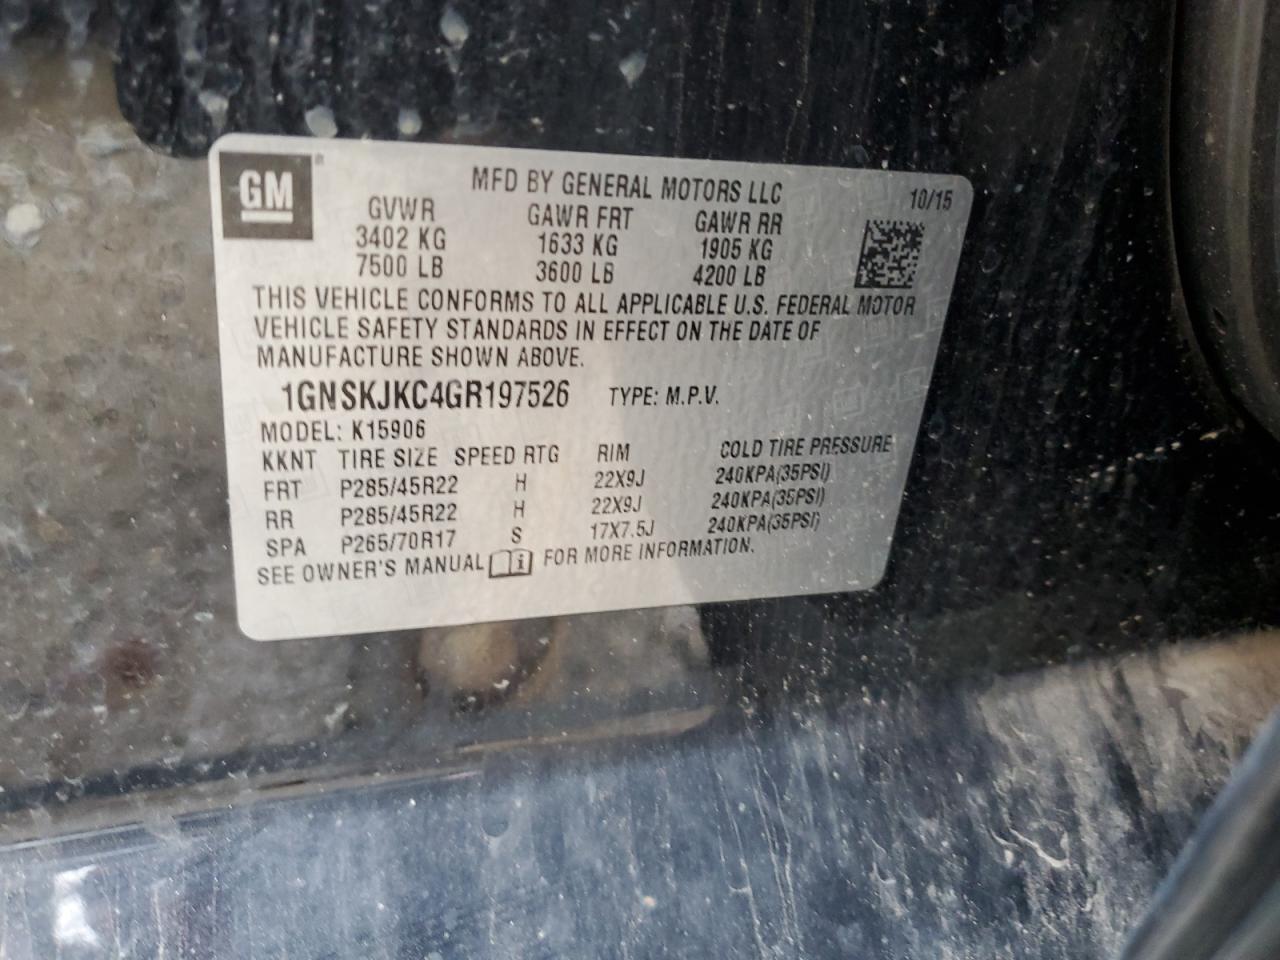 GM
MFD BY GENERAL MOTORS LLC
10/15
GVWR GAWR FRT GAWR RR
3402 KG 1633 KG 1905 KG
7500 LB 3600 LB 4200 LB
THIS VEHICLE CONFORMS TO ALL APPLICABLE U.S. FEDERAL MOTOR
VEHICLE SAFETY STANDARDS IN EFFECT ON THE DATE OF
MANUFACTURE SHOWN ABOVE.
1GNSKJKC4GR197526 TYPE: M.P.V.
MODEL: K15906
KKNT TIRE SIZE SPEED RTG RIM COLD TIRE PRESSURE
FRT P285/45R22 H 22X9J 240KPA(35PSI)
RR P285/45R22 H 22X9J 240KPA(35PSI)
SPA P265/70R17 S 17X7.5J 240KPA(35PSI)
SEE OWNER'S MANUAL FOR MORE INFORMATION.